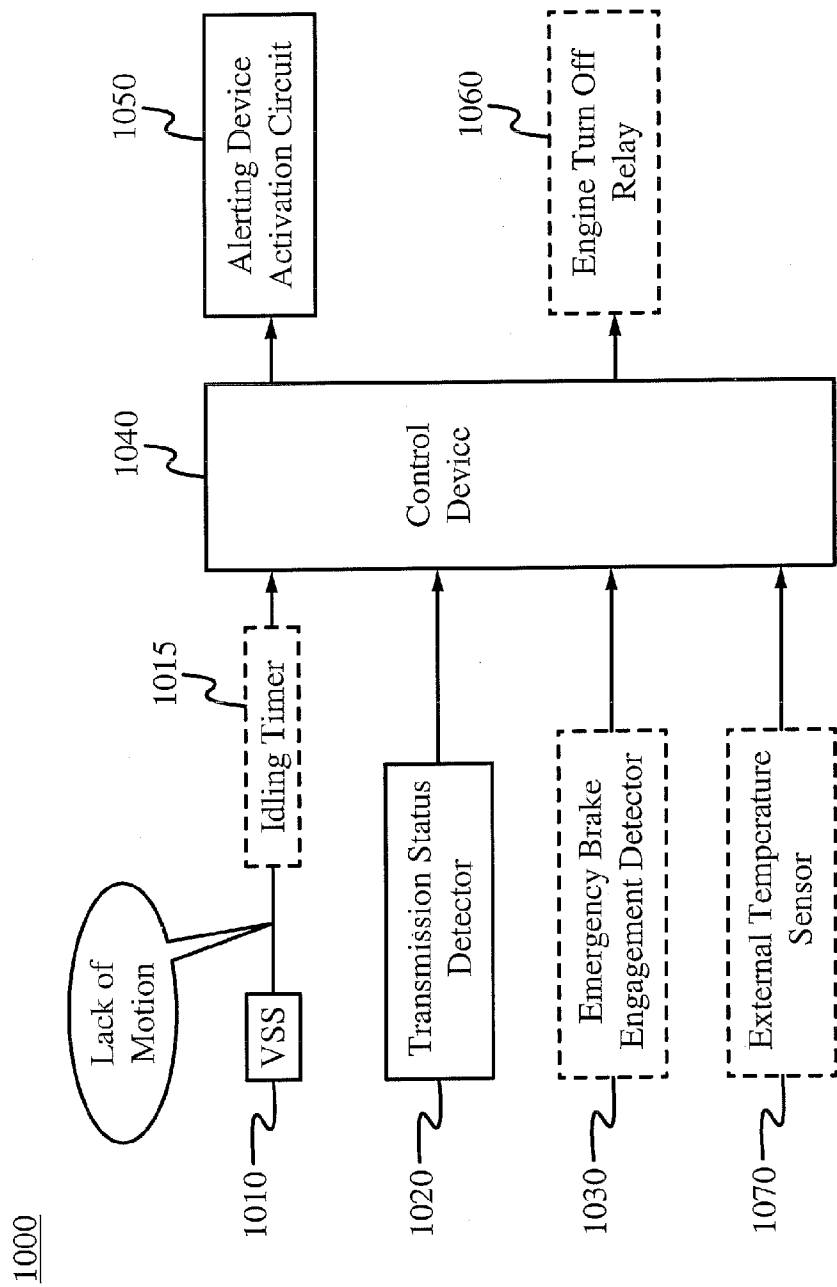 1000
Lack of
Motion
1010
VSS
Idling Timer
1015
1020
Transmission Status
Detector
1030
Emergency Brake
Engagement Detector
1070
External Temperature
Sensor
1040
Control
Device
1050
Alerting Device
Activation Circuit
1060
Engine Turn Off
Relay